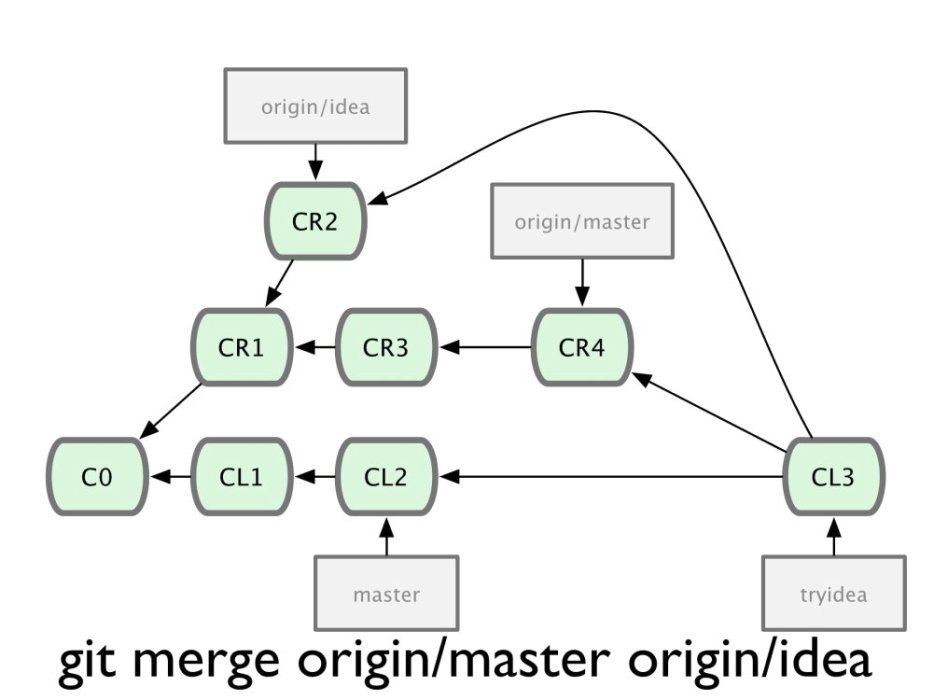 origin/idea
CR2
origin/master
CR1
CR3
CR4
C0
CL1
CL2
CL3
master
tryidea
git merge origin/master origin/idea